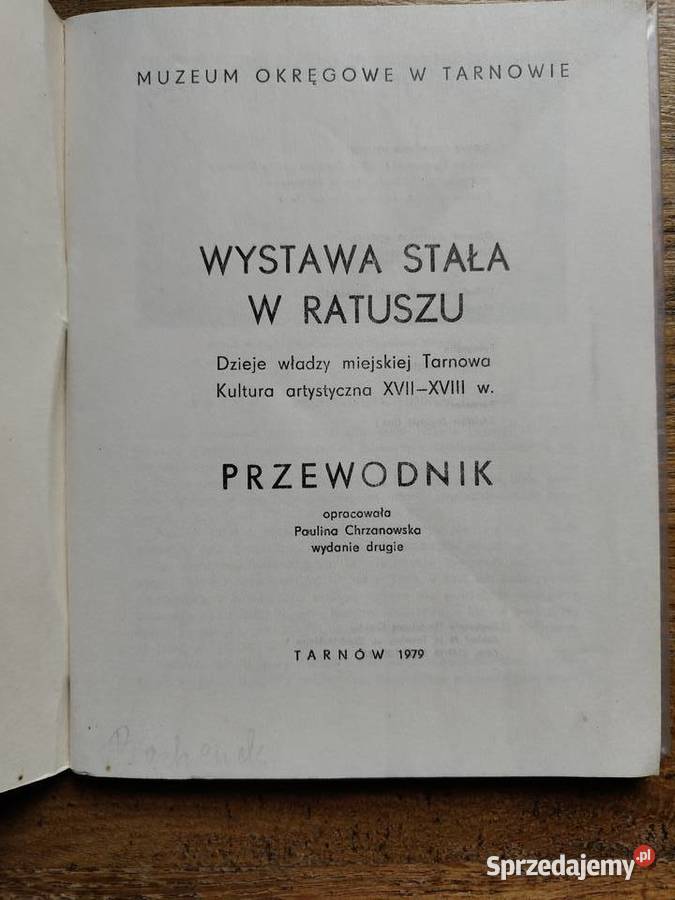 MUZEUM OKRĘGOWE W TARNOWIE
WYSTAWA STAŁA
W RATUSZU
Dzieje władzy miejskiej Tarnowa
Kultura artystyczna XVII–XVIII w.
PRZEWODNIK
opracowała
Paulina Chrzanowska
wydanie drugie
TARNÓW 1979
Sprzedajemy.pl